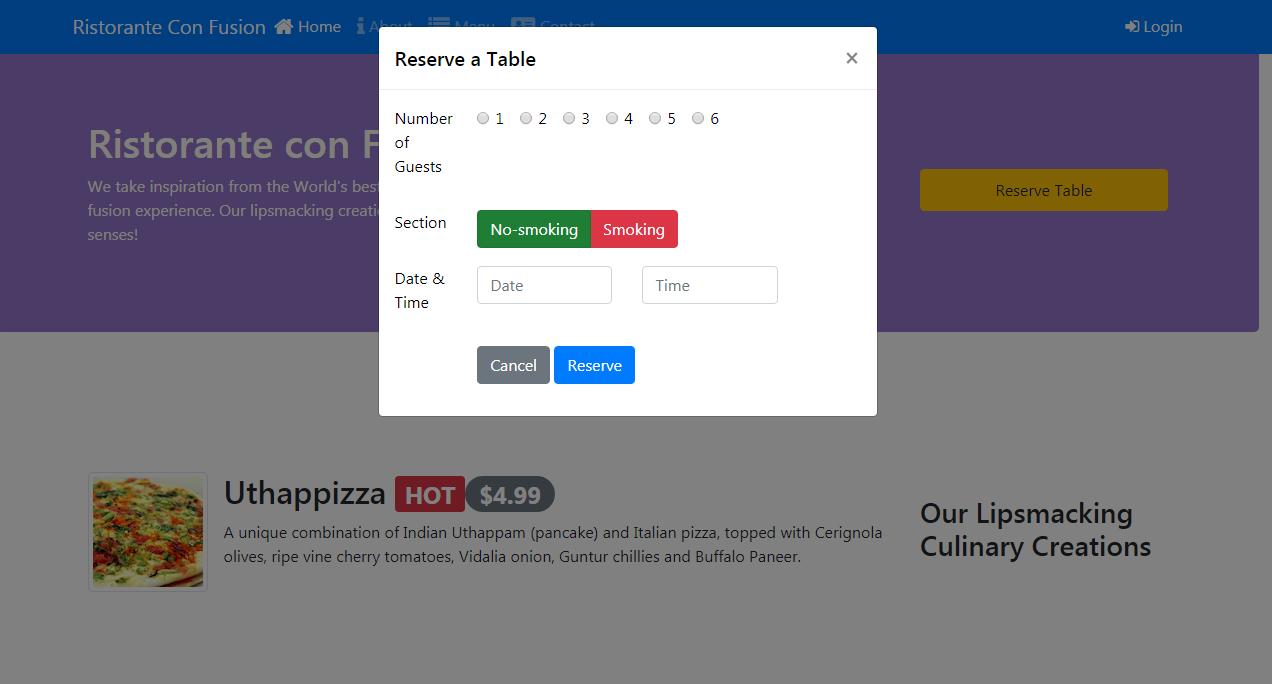 Ristorante Con Fusion Home About Menu Contact Login
Reserve a Table ×
Number of Guests 1 2 3 4 5 6
Section No-smoking Smoking
Date & Time Date Time
Cancel Reserve
Ristorante con F
We take inspiration from the World's best
fusion experience. Our lipsmacking creati
senses!
Reserve Table
Uthappizza HOT $4.99
A unique combination of Indian Uthappam (pancake) and Italian pizza, topped with Cerignola
olives, ripe vine cherry tomatoes, Vidalia onion, Guntur chillies and Buffalo Paneer.
Our Lipsmacking
Culinary Creations